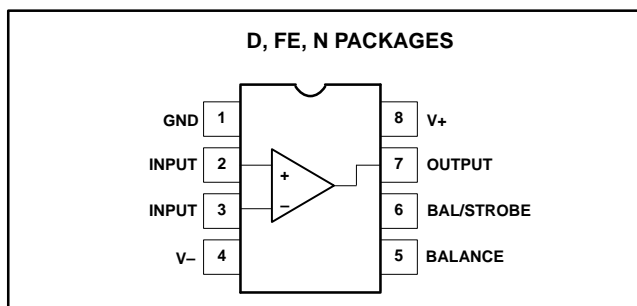 D, FE, N PACKAGES
GND 1 8 V+
INPUT 2 7 OUTPUT
+
INPUT 3 6 BAL/STROBE
–
V– 4 5 BALANCE